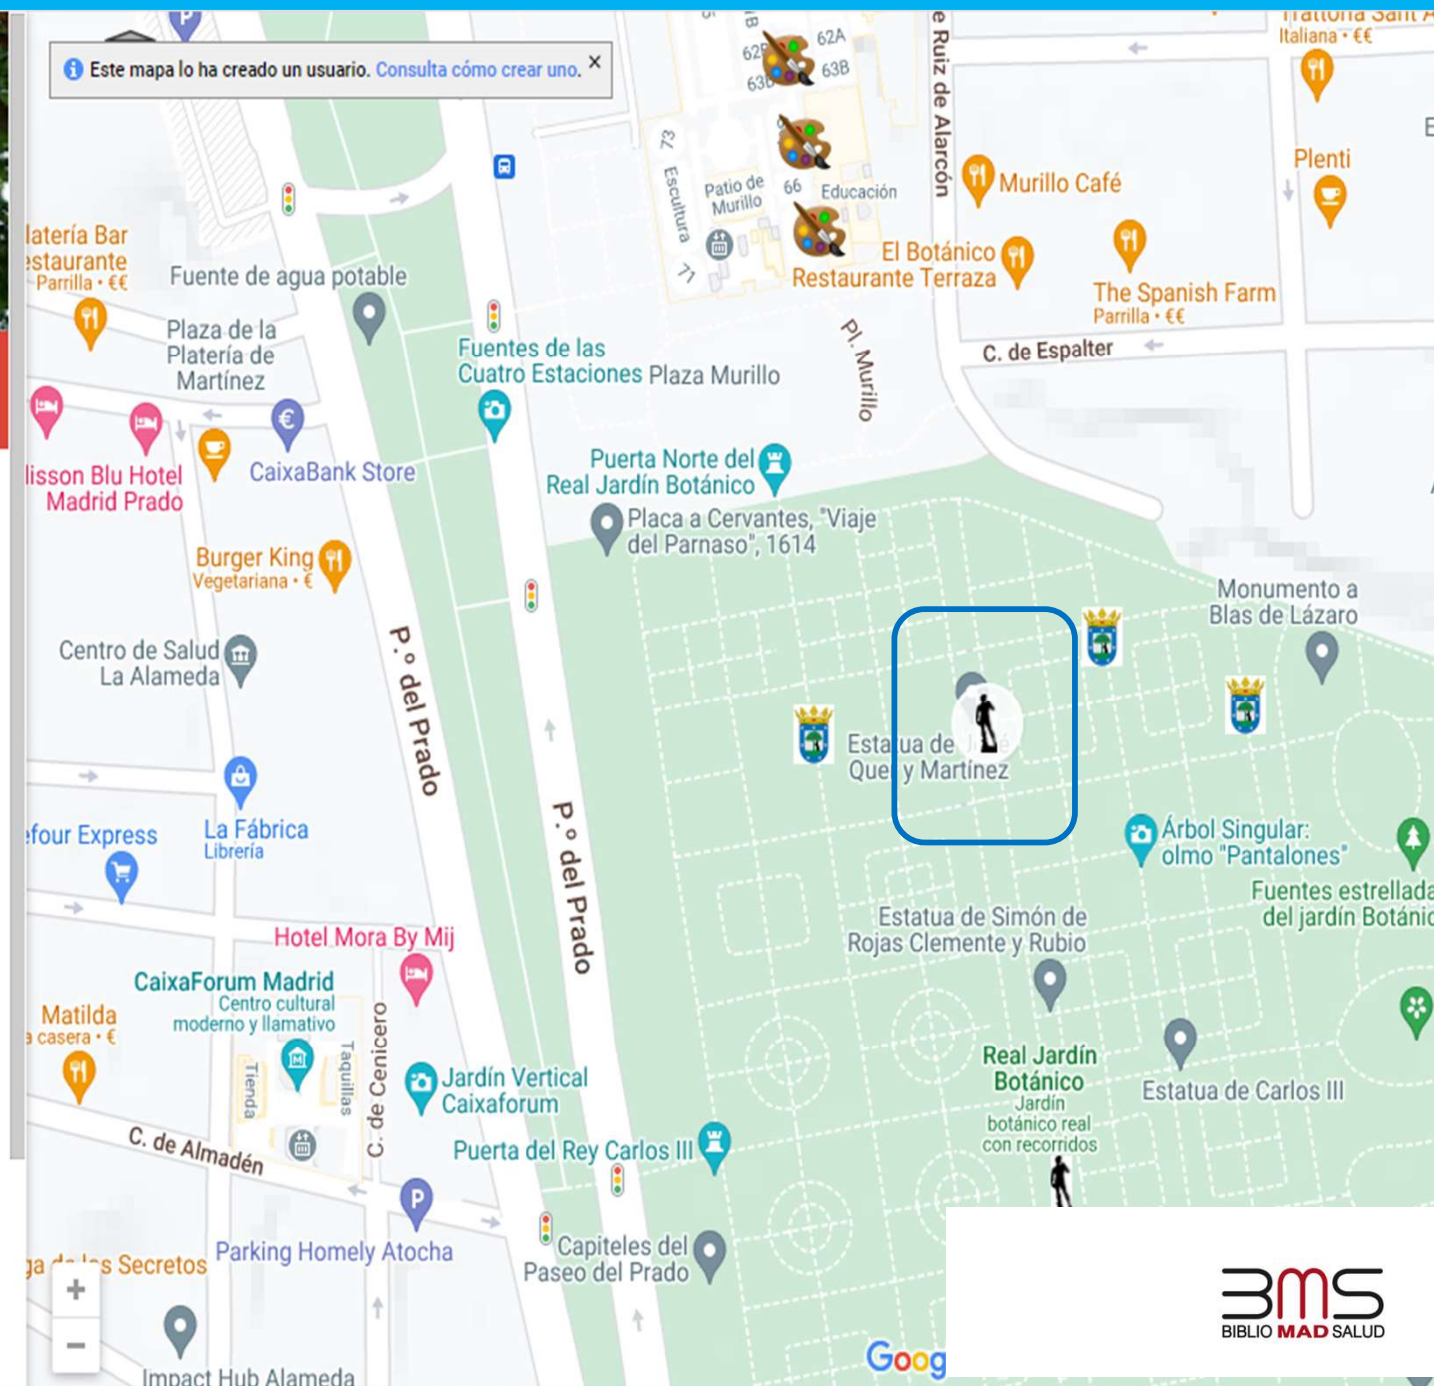 Este mapa lo ha creado un usuario. Consulta cómo crear uno. ×
Trattoria Sant A
Italiana • €€
62A
63B
Plenti
e Ruiz de Alarcón
Murillo Café
73
Escultura
71
Patio de
Murillo
66
Educación
El Botánico
Restaurante Terraza
The Spanish Farm
Parrilla • €€
C. de Espalter
Pl. Murillo
latería Bar
estaurante
Parrilla • €€
Fuente de agua potable
Plaza de la
Platería de
Martínez
Fuentes de las
Cuatro Estaciones
Plaza Murillo
CaixaBank Store
lisson Blu Hotel
Madrid Prado
Puerta Norte del
Real Jardín Botánico
Placa a Cervantes, "Viaje
del Parnaso", 1614
Burger King
Vegetariana • €
Monumento a
Blas de Lázaro
Centro de Salud
La Alameda
P.º del Prado
Estatua de
Quer y Martínez
P.º del Prado
efour Express
La Fábrica
Librería
Árbol Singular:
olmo "Pantalones"
Fuentes estrellada
del jardín Botánic
Estatua de Simón de
Rojas Clemente y Rubio
Hotel Mora By Mij
CaixaForum Madrid
Centro cultural
moderno y llamativo
Matilda
a casera • €
Tienda
Taquillas
C. de Cenicero
Jardín Vertical
Caixaforum
Real Jardín
Botánico
Jardín
botánico real
con recorridos
Estatua de Carlos III
C. de Almadén
Puerta del Rey Carlos III
P
Parking Homely Atocha
Capiteles del
Paseo del Prado
s Secretos
+
−
Impact Hub Alameda
Goog
BMS
BIBLIO MAD SALUD